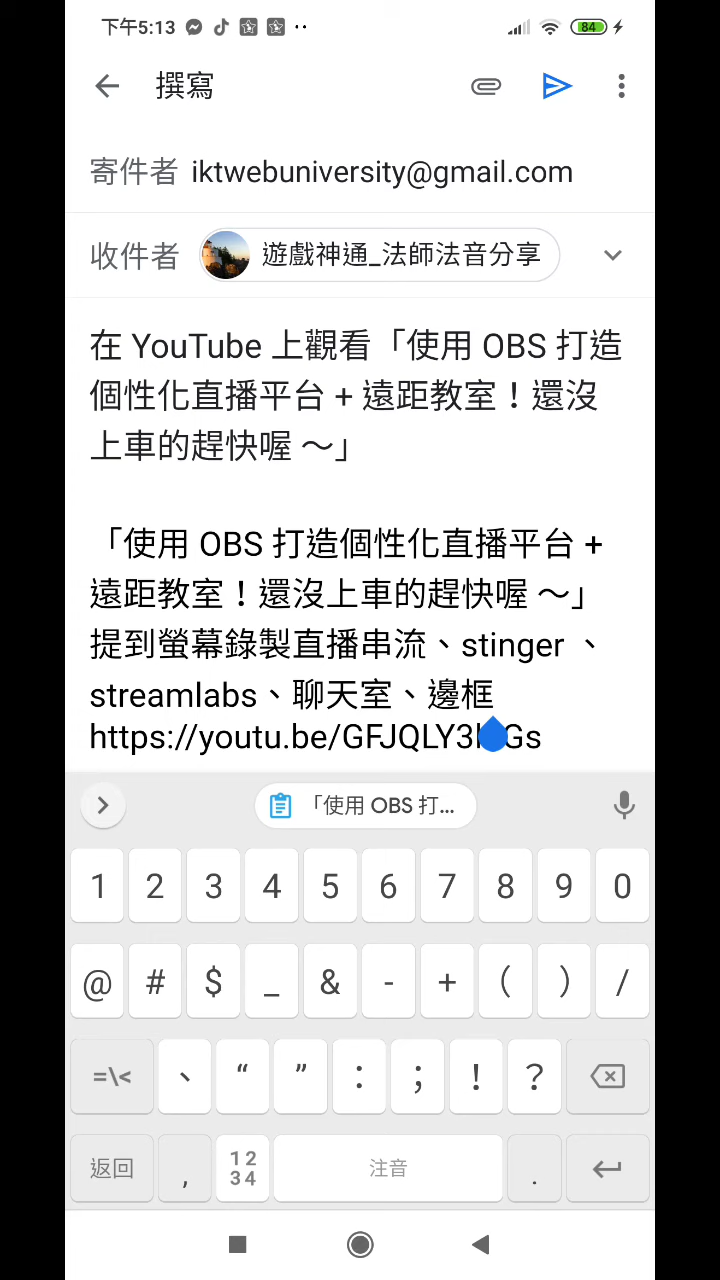 下午5:13
84
撰寫
寄件者 iktwebuniversity@gmail.com
收件者 遊戲神通_法師法音分享
在 YouTube 上觀看「使用 OBS 打造
個性化直播平台 + 遠距教室！還沒
上車的趕快喔 ～」
「使用 OBS 打造個性化直播平台 +
遠距教室！還沒上車的趕快喔 ～」
提到螢幕錄製直播串流、stinger 、
streamlabs、聊天室、邊框
https://youtu.be/GFJQLY3
Gs
「使用 OBS 打...
1 2 3 4 5 6 7 8 9 0
@ # $ _ & - + ( ) /
=\< 、 “ ” : ; ! ?
返回 , 12 34 注音 .